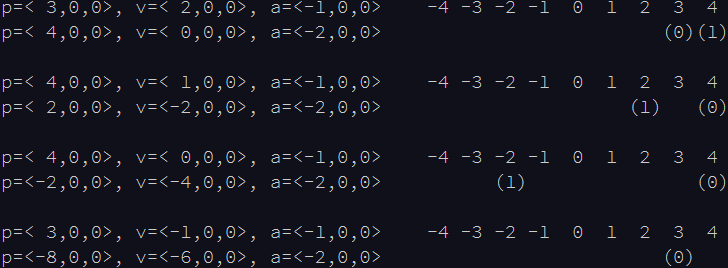 p=< 3,0,0>, v=< 2,0,0>, a=<-1,0,0>    -4 -3 -2 -1  0  1  2  3  4
p=< 4,0,0>, v=< 0,0,0>, a=<-2,0,0>                         (0)(1)

p=< 4,0,0>, v=< 1,0,0>, a=<-1,0,0>    -4 -3 -2 -1  0  1  2  3  4
p=< 2,0,0>, v=<-2,0,0>, a=<-2,0,0>                      (1)   (0)

p=< 4,0,0>, v=< 0,0,0>, a=<-1,0,0>    -4 -3 -2 -1  0  1  2  3  4
p=<-2,0,0>, v=<-4,0,0>, a=<-2,0,0>          (1)               (0)

p=< 3,0,0>, v=<-1,0,0>, a=<-1,0,0>    -4 -3 -2 -1  0  1  2  3  4
p=<-8,0,0>, v=<-6,0,0>, a=<-2,0,0>                         (0)